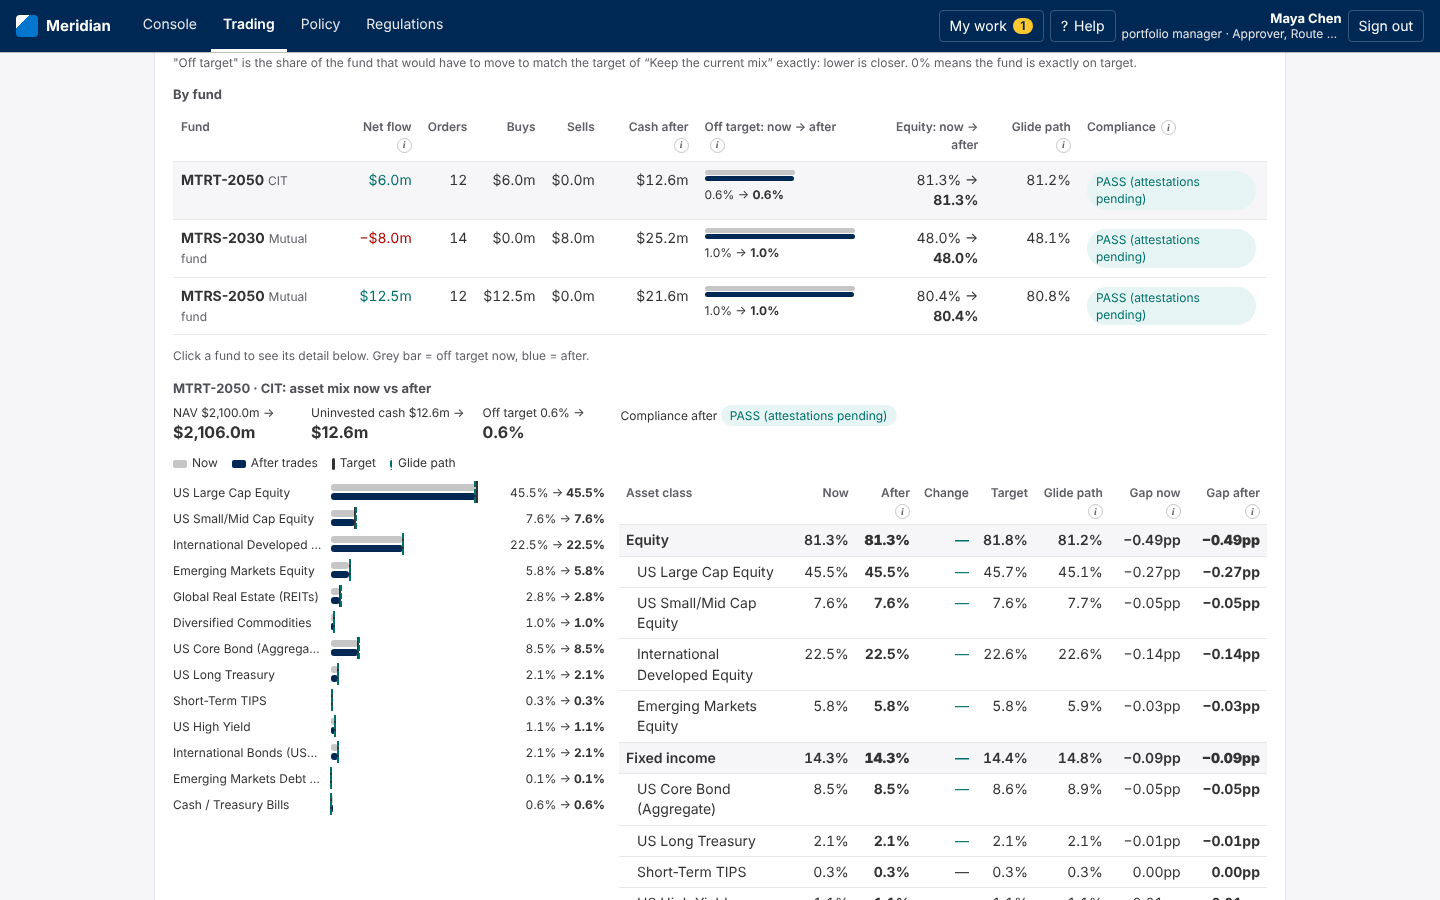 Meridian
Console
Trading
Policy
Regulations
My work 1
? Help
Maya Chen
portfolio manager · Approver, Route ...
Sign out
"Off target" is the share of the fund that would have to move to match the target of “Keep the current mix” exactly: lower is closer. 0% means the fund is exactly on target.
By fund
Fund Net flow i Orders Buys Sells Cash after i Off target: now → after i Equity: now → after Glide path i Compliance i
MTRT-2050 CIT $6.0m 12 $6.0m $0.0m $12.6m 0.6% → 0.6% 81.3% → 81.3% 81.2% PASS (attestations pending)
MTRS-2030 Mutual fund −$8.0m 14 $0.0m $8.0m $25.2m 1.0% → 1.0% 48.0% → 48.0% 48.1% PASS (attestations pending)
MTRS-2050 Mutual fund $12.5m 12 $12.5m $0.0m $21.6m 1.0% → 1.0% 80.4% → 80.4% 80.8% PASS (attestations pending)
Click a fund to see its detail below. Grey bar = off target now, blue = after.
MTRT-2050 · CIT: asset mix now vs after
NAV $2,100.0m → $2,106.0m
Uninvested cash $12.6m → $12.6m
Off target 0.6% → 0.6%
Compliance after PASS (attestations pending)
Now After trades Target Glide path
US Large Cap Equity 45.5% → 45.5%
US Small/Mid Cap Equity 7.6% → 7.6%
International Developed ... 22.5% → 22.5%
Emerging Markets Equity 5.8% → 5.8%
Global Real Estate (REITs) 2.8% → 2.8%
Diversified Commodities 1.0% → 1.0%
US Core Bond (Aggrega... 8.5% → 8.5%
US Long Treasury 2.1% → 2.1%
Short-Term TIPS 0.3% → 0.3%
US High Yield 1.1% → 1.1%
International Bonds (US... 2.1% → 2.1%
Emerging Markets Debt ... 0.1% → 0.1%
Cash / Treasury Bills 0.6% → 0.6%
Asset class Now After i Change Target Glide path i Gap now i Gap after i
Equity 81.3% 81.3% — 81.8% 81.2% −0.49pp −0.49pp
US Large Cap Equity 45.5% 45.5% — 45.7% 45.1% −0.27pp −0.27pp
US Small/Mid Cap Equity 7.6% 7.6% — 7.6% 7.7% −0.05pp −0.05pp
International Developed Equity 22.5% 22.5% — 22.6% 22.6% −0.14pp −0.14pp
Emerging Markets Equity 5.8% 5.8% — 5.8% 5.9% −0.03pp −0.03pp
Fixed income 14.3% 14.3% — 14.4% 14.8% −0.09pp −0.09pp
US Core Bond (Aggregate) 8.5% 8.5% — 8.6% 8.9% −0.05pp −0.05pp
US Long Treasury 2.1% 2.1% — 2.1% 2.1% −0.01pp −0.01pp
Short-Term TIPS 0.3% 0.3% — 0.3% 0.3% 0.00pp 0.00pp